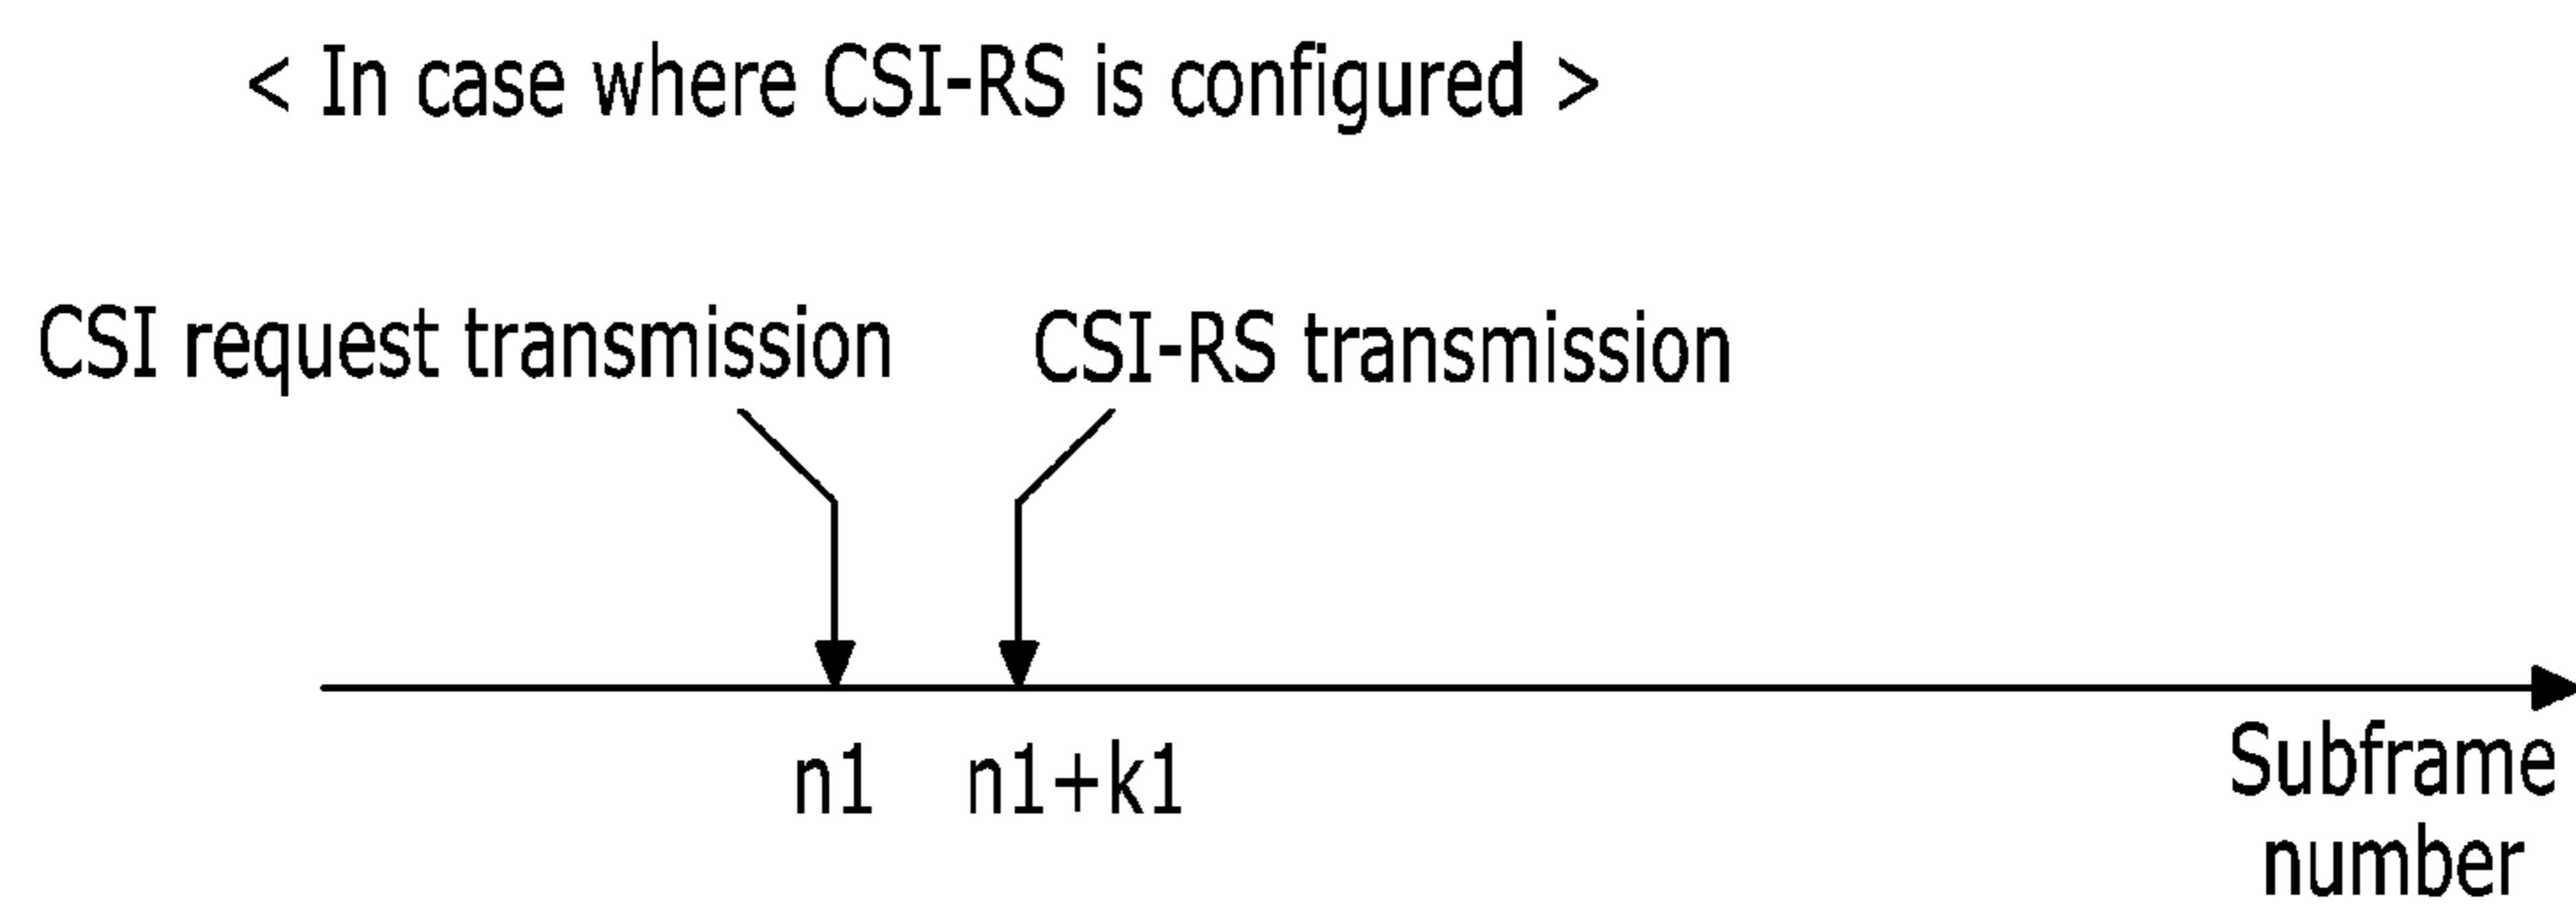 < In case where CSI-RS is configured >
CSI request transmission
CSI-RS transmission
n1
n1+k1
Subframe
number